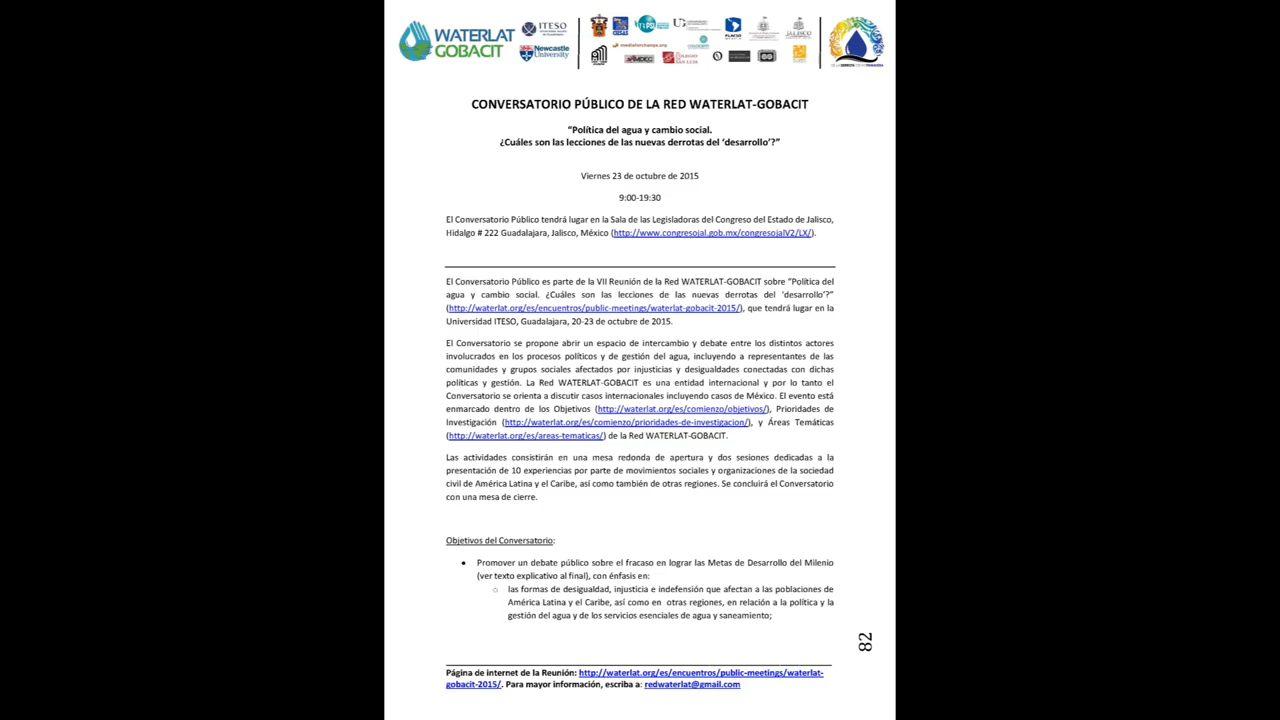 WATERLAT
GOBACIT
ITESO
Newcastle
University
CIESAS
FLACSO
JALISCO
mediaforchange.org
IMDEC
EL COLEGIO
DE SAN LUIS
CONVERSATORIO PÚBLICO DE LA RED WATERLAT-GOBACIT
“Política del agua y cambio social.
¿Cuáles son las lecciones de las nuevas derrotas del ‘desarrollo’?”
Viernes 23 de octubre de 2015
9:00-19:30
El Conversatorio Público tendrá lugar en la Sala de las Legisladoras del Congreso del Estado de Jalisco,
Hidalgo # 222 Guadalajara, Jalisco, México (http://www.congresojal.gob.mx/congresojalV2/LX/).
El Conversatorio Público es parte de la VII Reunión de la Red WATERLAT-GOBACIT sobre “Política del
agua y cambio social. ¿Cuáles son las lecciones de las nuevas derrotas del ‘desarrollo’?”
(http://waterlat.org/es/encuentros/public-meetings/waterlat-gobacit-2015/), que tendrá lugar en la
Universidad ITESO, Guadalajara, 20-23 de octubre de 2015.
El Conversatorio se propone abrir un espacio de intercambio y debate entre los distintos actores
involucrados en los procesos políticos y de gestión del agua, incluyendo a representantes de las
comunidades y grupos sociales afectados por injusticias y desigualdades conectadas con dichas
políticas y gestión. La Red WATERLAT-GOBACIT es una entidad internacional y por lo tanto el
Conversatorio se orienta a discutir casos internacionales incluyendo casos de México. El evento está
enmarcado dentro de los Objetivos (http://waterlat.org/es/comienzo/objetivos/), Prioridades de
Investigación (http://waterlat.org/es/comienzo/prioridades-de-investigacion/), y Áreas Temáticas
(http://waterlat.org/es/areas-tematicas/) de la Red WATERLAT-GOBACIT.
Las actividades consistirán en una mesa redonda de apertura y dos sesiones dedicadas a la
presentación de 10 experiencias por parte de movimientos sociales y organizaciones de la sociedad
civil de América Latina y el Caribe, así como también de otras regiones. Se concluirá el Conversatorio
con una mesa de cierre.
Objetivos del Conversatorio:
• Promover un debate público sobre el fracaso en lograr las Metas de Desarrollo del Milenio
(ver texto explicativo al final), con énfasis en:
○ las formas de desigualdad, injusticia e indefensión que afectan a las poblaciones de
América Latina y el Caribe, así como en otras regiones, en relación a la política y la
gestión del agua y de los servicios esenciales de agua y saneamiento;
82
Página de internet de la Reunión: http://waterlat.org/es/encuentros/public-meetings/waterlat-
gobacit-2015/. Para mayor información, escriba a: redwaterlat@gmail.com